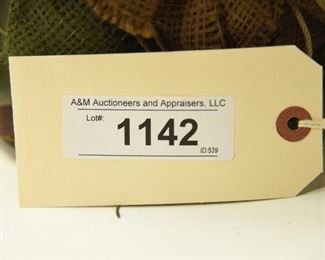 A&M Auctioneers and Appraisers, LLC
Lot#:
1142
ID:539